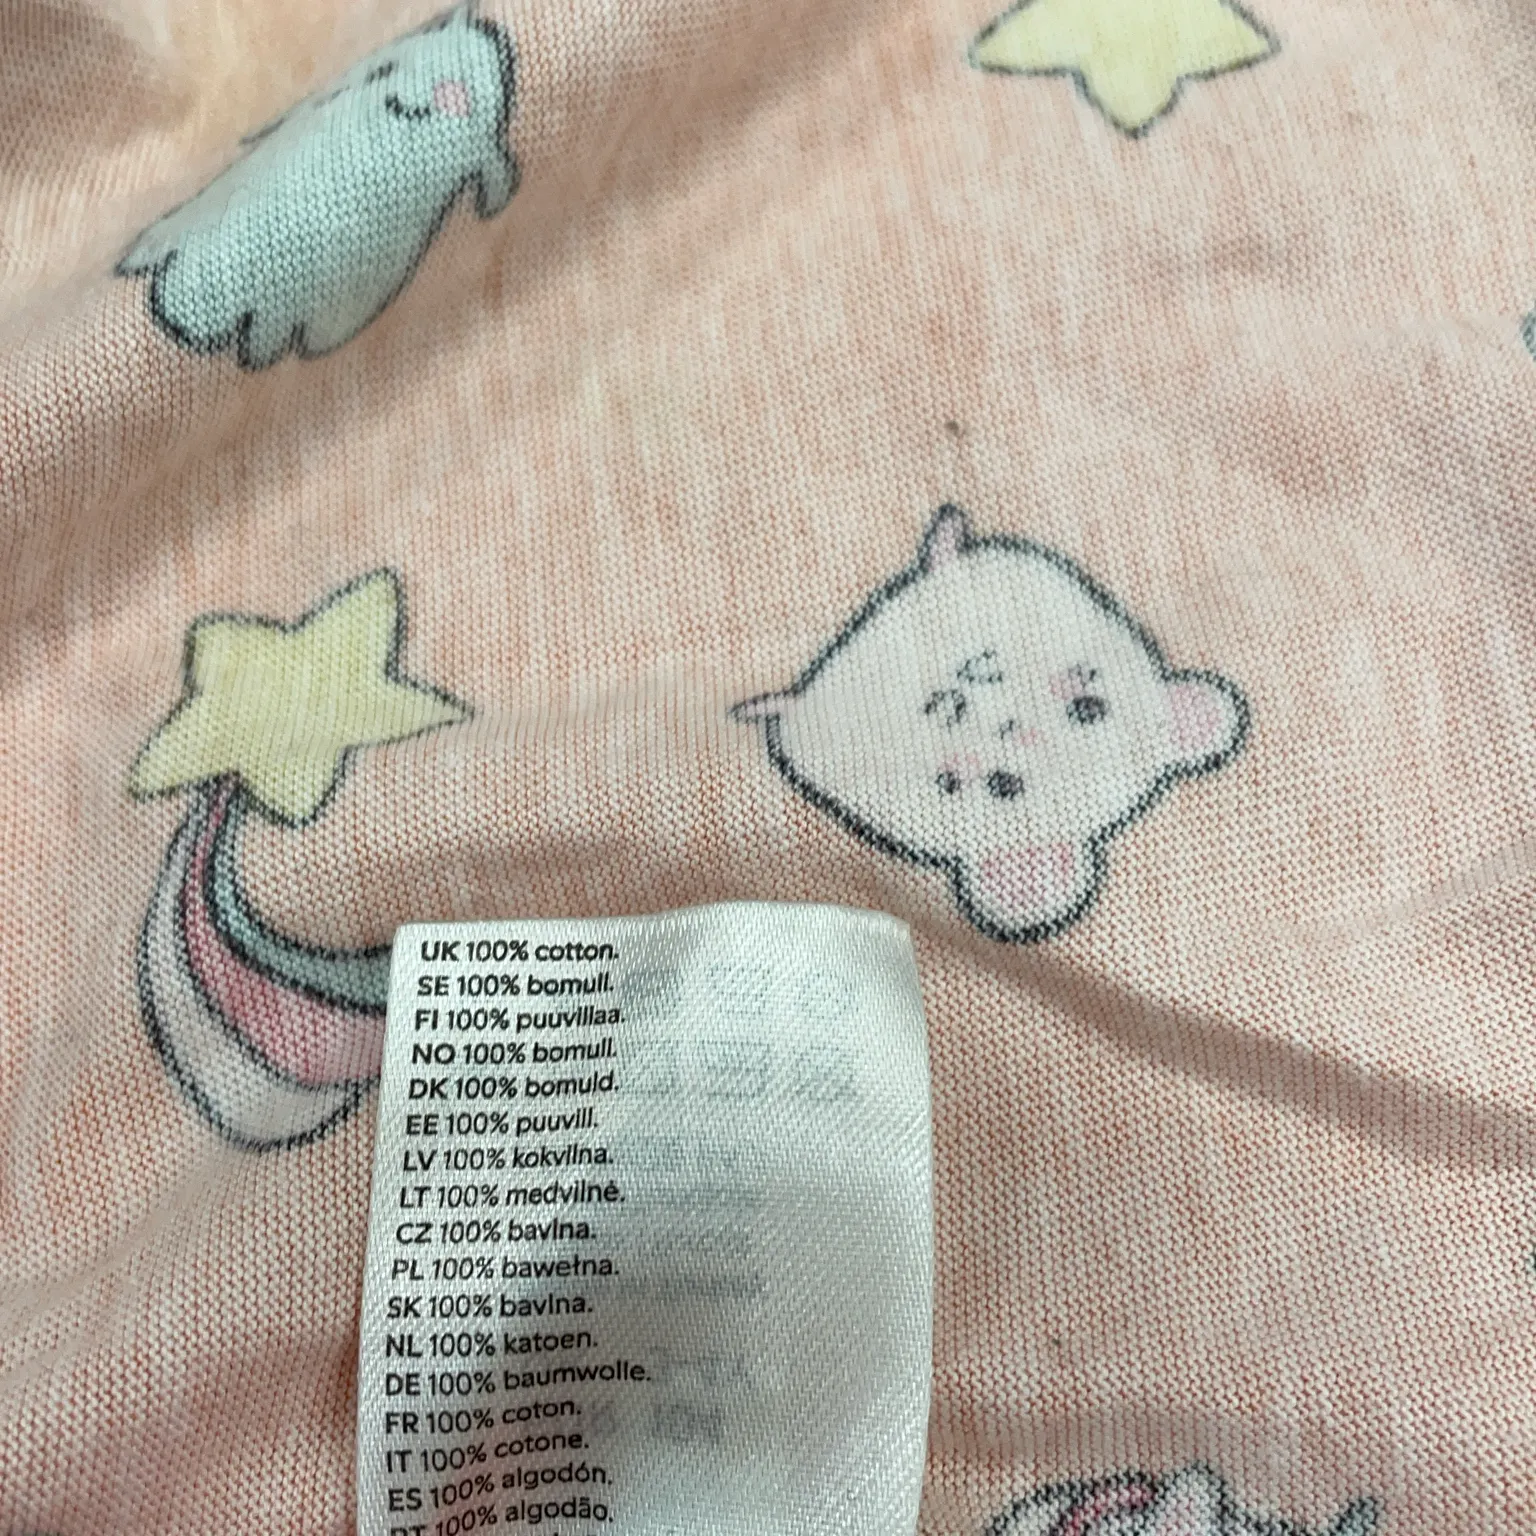 UK 100% cotton.
SE 100% bomull.
FI 100% puuvillaa.
NO 100% bomull.
DK 100% bomuld.
EE 100% puuvill.
LV 100% kokvilna.
LT 100% medvilnė.
CZ 100% bavlna.
PL 100% bawełna.
SK 100% bavlna.
NL 100% katoen.
DE 100% baumwolle.
FR 100% coton.
IT 100% cotone.
ES 100% algodón.
PT 100% algodão.